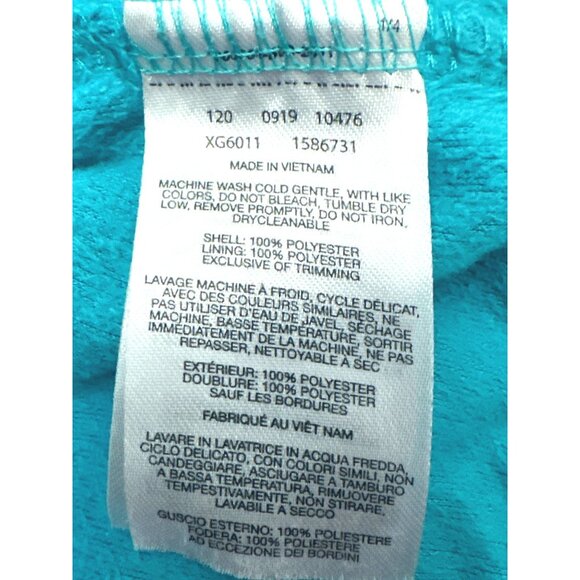 1/4
120 0919 10476
XG6011 1586731
MADE IN VIETNAM
MACHINE WASH COLD GENTLE, WITH LIKE
COLORS, DO NOT BLEACH, TUMBLE DRY
LOW, REMOVE PROMPTLY, DO NOT IRON,
DRYCLEANABLE
SHELL: 100% POLYESTER
LINING: 100% POLYESTER
EXCLUSIVE OF TRIMMING
LAVAGE MACHINE À FROID, CYCLE DÉLICAT,
AVEC DES COULEURS SIMILAIRES, NE
PAS UTILISER D'EAU DE JAVEL, SÉCHAGE
MACHINE, BASSE TEMPÉRATURE, SORTIR
IMMÉDIATEMENT DE LA MACHINE, NE PAS
REPASSER, NETTOYABLE À SEC
EXTÉRIEUR: 100% POLYESTER
DOUBLURE: 100% POLYESTER
SAUF LES BORDURES
FABRIQUÉ AU VIÊT NAM
LAVARE IN LAVATRICE IN ACQUA FREDDA,
CICLO DELICATO, CON COLORI SIMILI, NON
CANDEGGIARE, ASCIUGARE A TAMBURO
A BASSA TEMPERATURA, RIMUOVERE
TEMPESTIVAMENTE, NON STIRARE,
LAVABILE A SECCO
GUSCIO ESTERNO: 100% POLIESTERE
FODERA: 100% POLIESTERE
AD ECCEZIONE DEI BORDINI